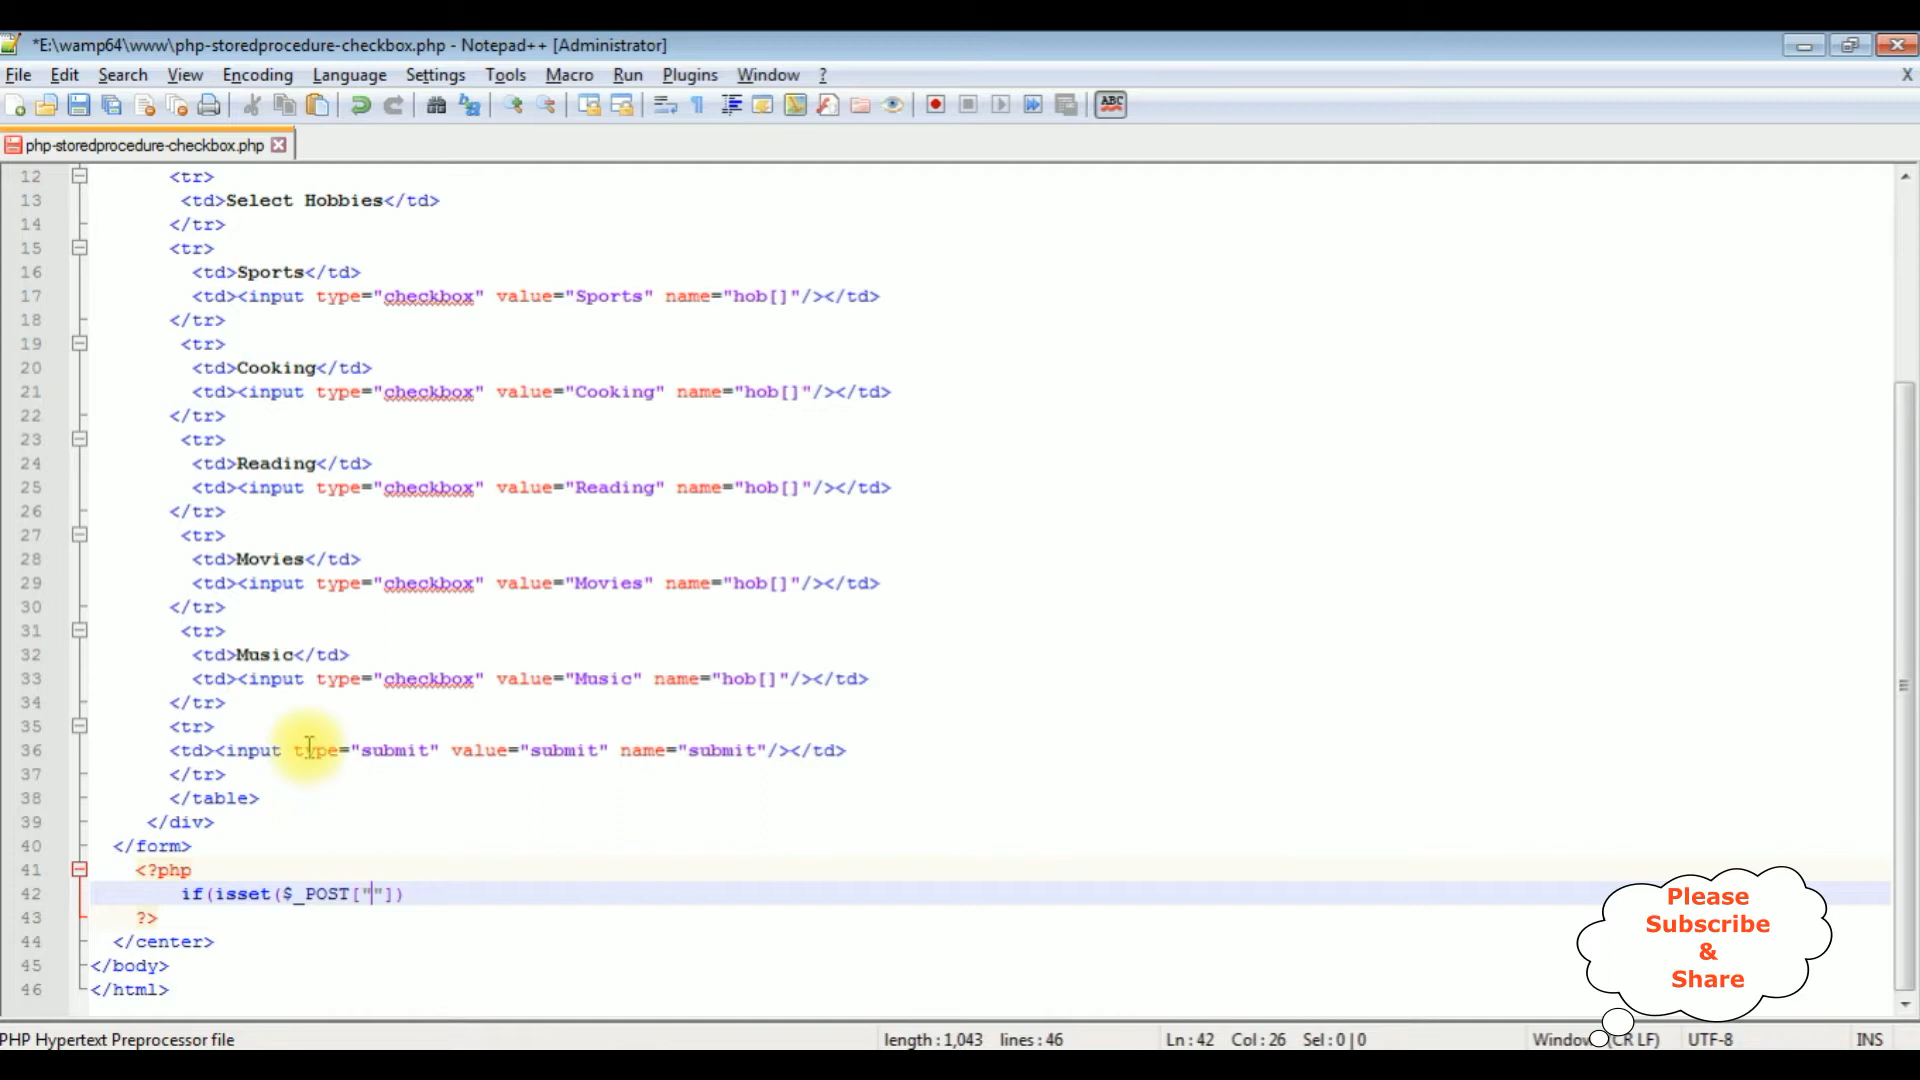 *E:\wamp64\www\php-storedprocedure-checkbox.php - Notepad++ [Administrator]
File Edit Search View Encoding Language Settings Tools Macro Run Plugins Window ? X
ABC
php-storedprocedure-checkbox.php
12 <tr>
13 <td>Select Hobbies</td>
14 </tr>
15 <tr>
16 <td>Sports</td>
17 <td><input type="checkbox" value="Sports" name="hob[]"/></td>
18 </tr>
19 <tr>
20 <td>Cooking</td>
21 <td><input type="checkbox" value="Cooking" name="hob[]"/></td>
22 </tr>
23 <tr>
24 <td>Reading</td>
25 <td><input type="checkbox" value="Reading" name="hob[]"/></td>
26 </tr>
27 <tr>
28 <td>Movies</td>
29 <td><input type="checkbox" value="Movies" name="hob[]"/></td>
30 </tr>
31 <tr>
32 <td>Music</td>
33 <td><input type="checkbox" value="Music" name="hob[]"/></td>
34 </tr>
35 <tr>
36 <td><input type="submit" value="submit" name="submit"/></td>
37 </tr>
38 </table>
39 </div>
40 </form>
41 <?php
42 if(isset($_POST[""])
43 ?>
44 </center>
45 </body>
46 </html>
Please
Subscribe
&
Share
PHP Hypertext Preprocessor file length : 1,043 lines : 46 Ln : 42 Col : 26 Sel : 0 | 0 Window (CR LF) UTF-8 INS